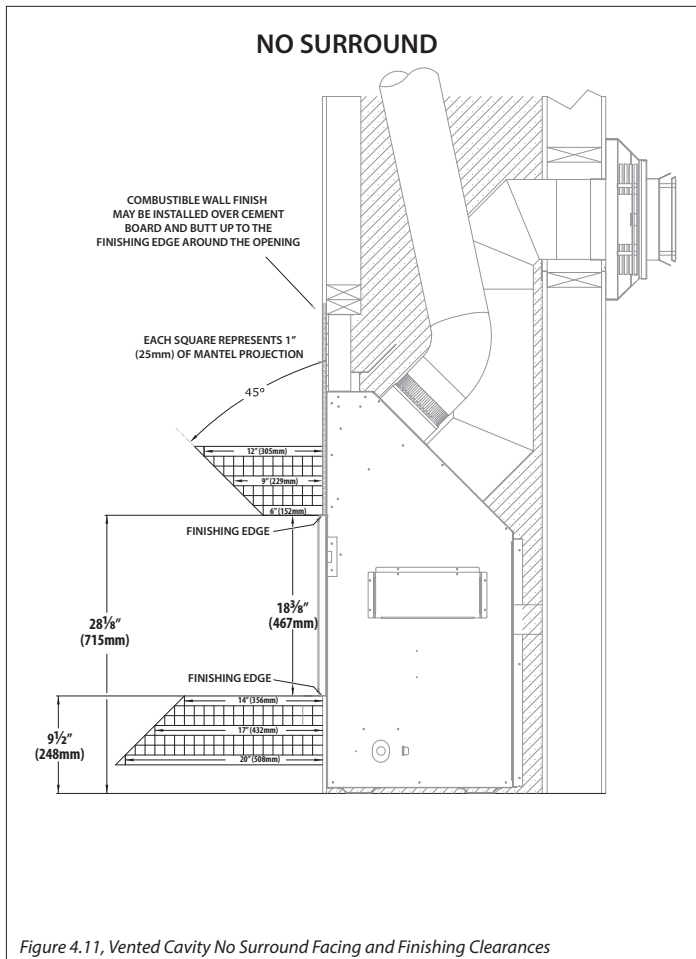 NO SURROUND
COMBUSTIBLE WALL FINISH
MAY BE INSTALLED OVER CEMENT
BOARD AND BUTT UP TO THE
FINISHING EDGE AROUND THE OPENING
EACH SQUARE REPRESENTS 1"
(25mm) OF MANTEL PROJECTION
45º
12" (305mm)
9" (229mm)
6" (152mm)
FINISHING EDGE
28⅛"
(715mm)
18⅜"
(467mm)
FINISHING EDGE
14" (356mm)
17" (432mm)
20" (508mm)
9½"
(248mm)
Figure 4.11, Vented Cavity No Surround Facing and Finishing Clearances